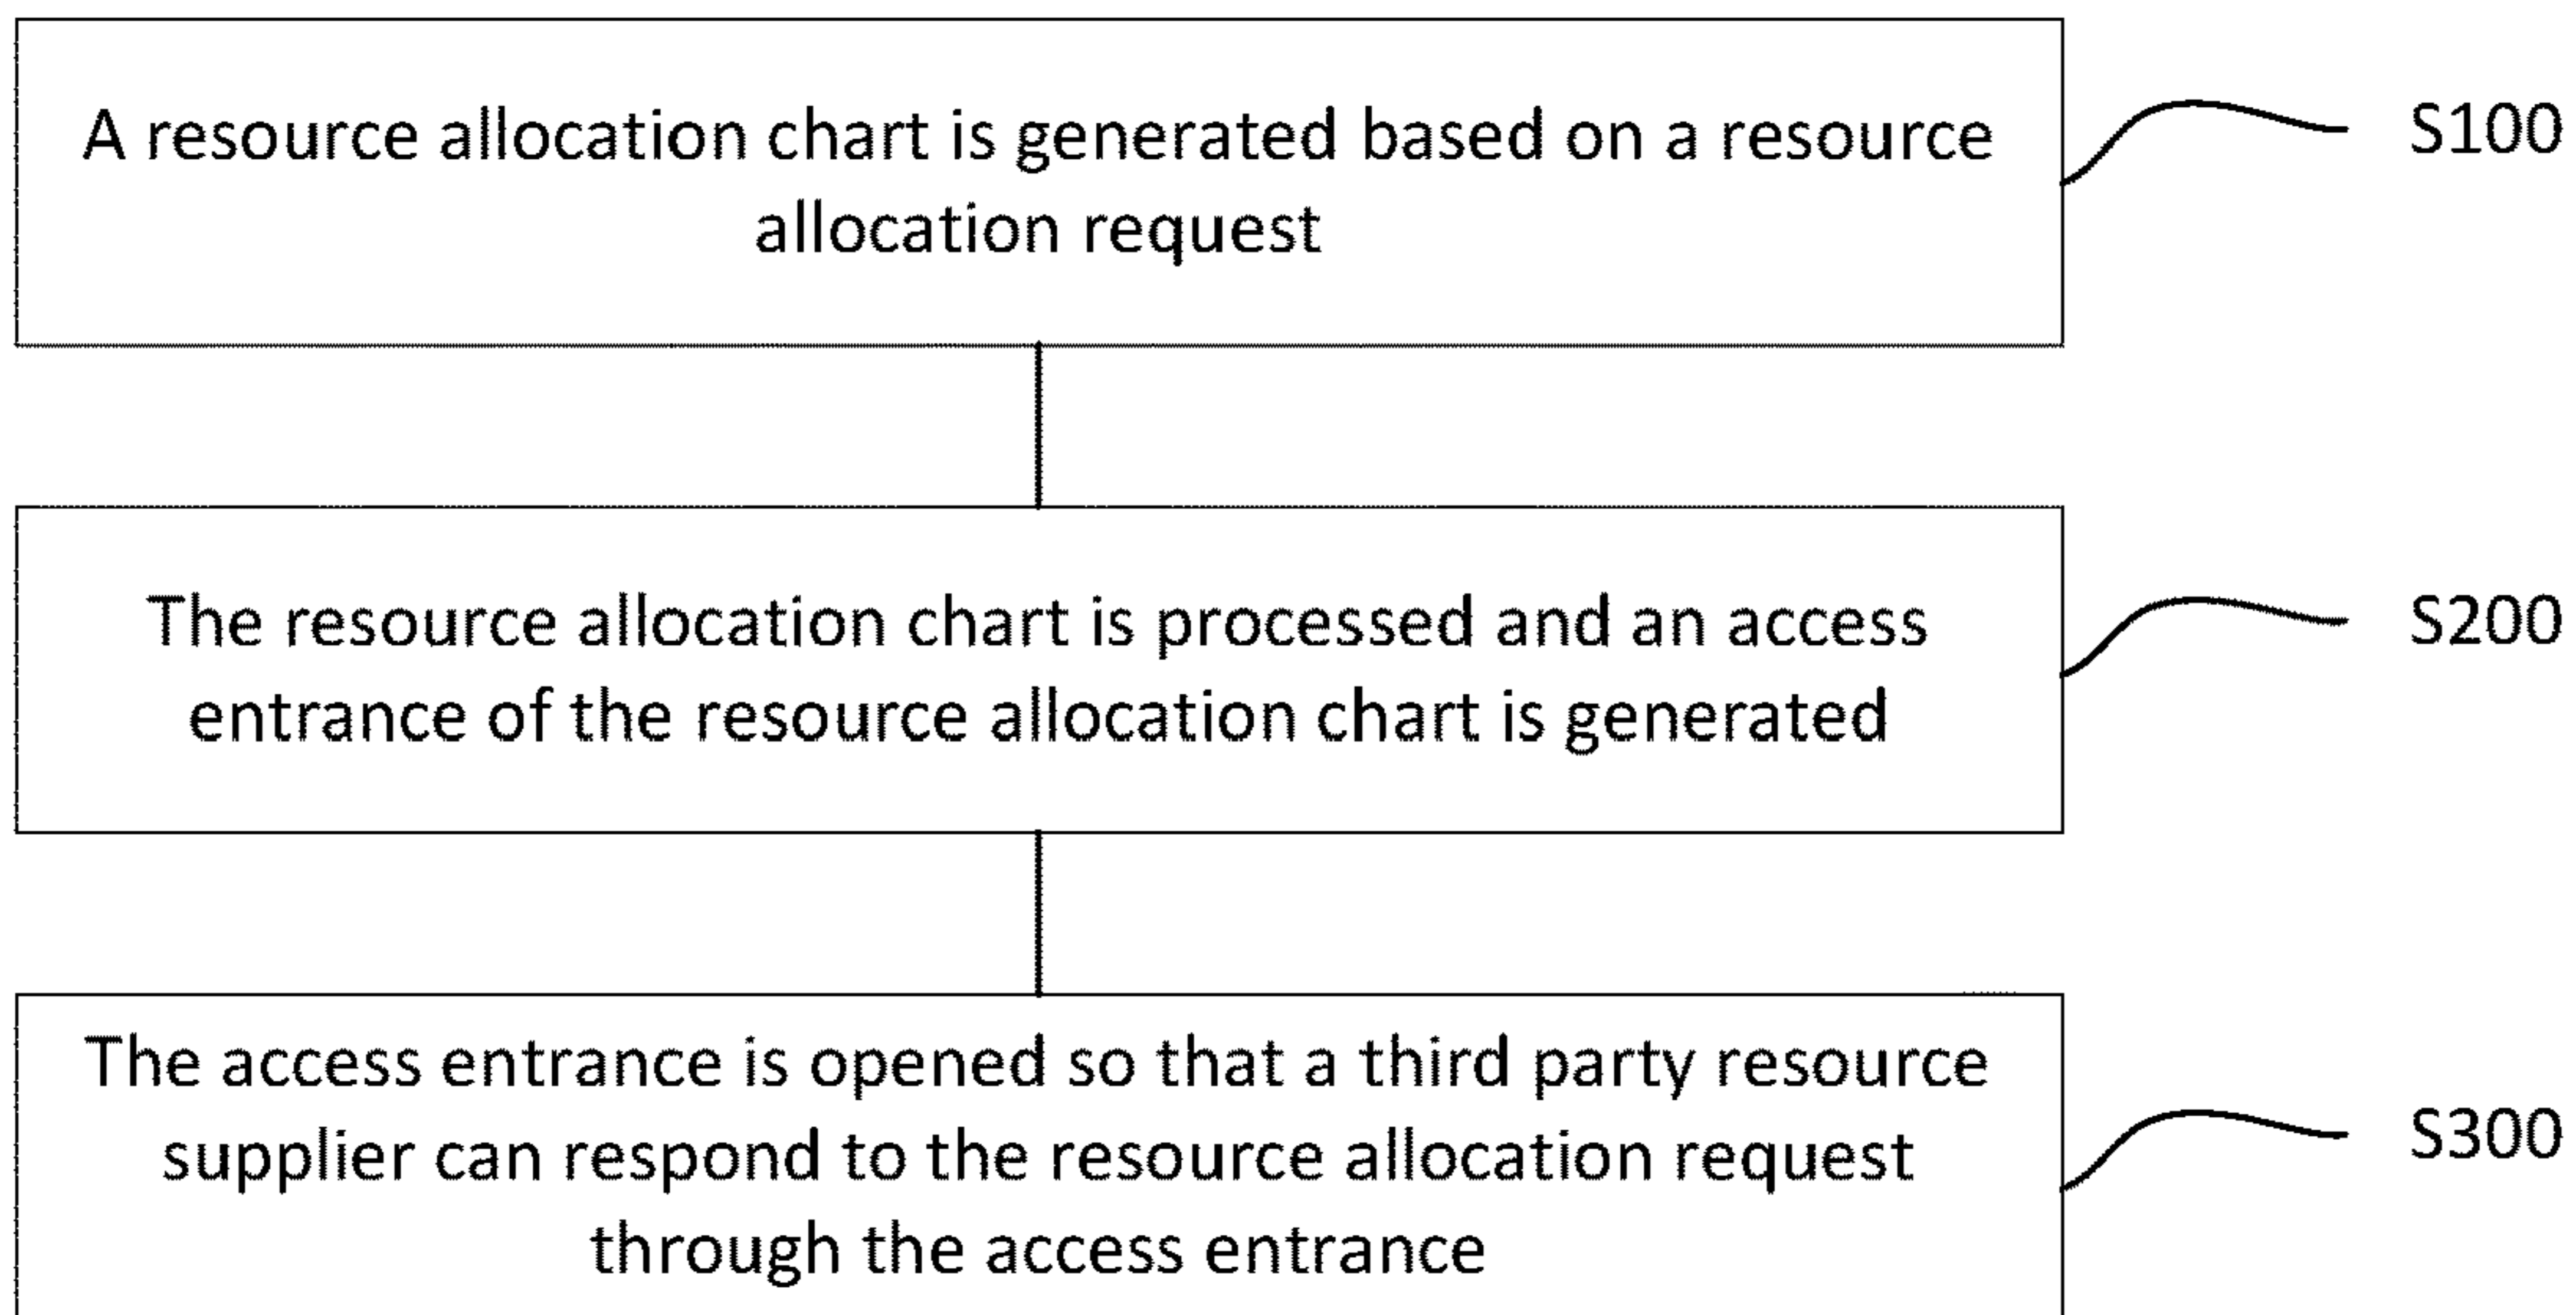 A resource allocation chart is generated based on a resource
allocation request
S100
The resource allocation chart is processed and an access
entrance of the resource allocation chart is generated
S200
The access entrance is opened so that a third party resource
supplier can respond to the resource allocation request
through the access entrance
S300